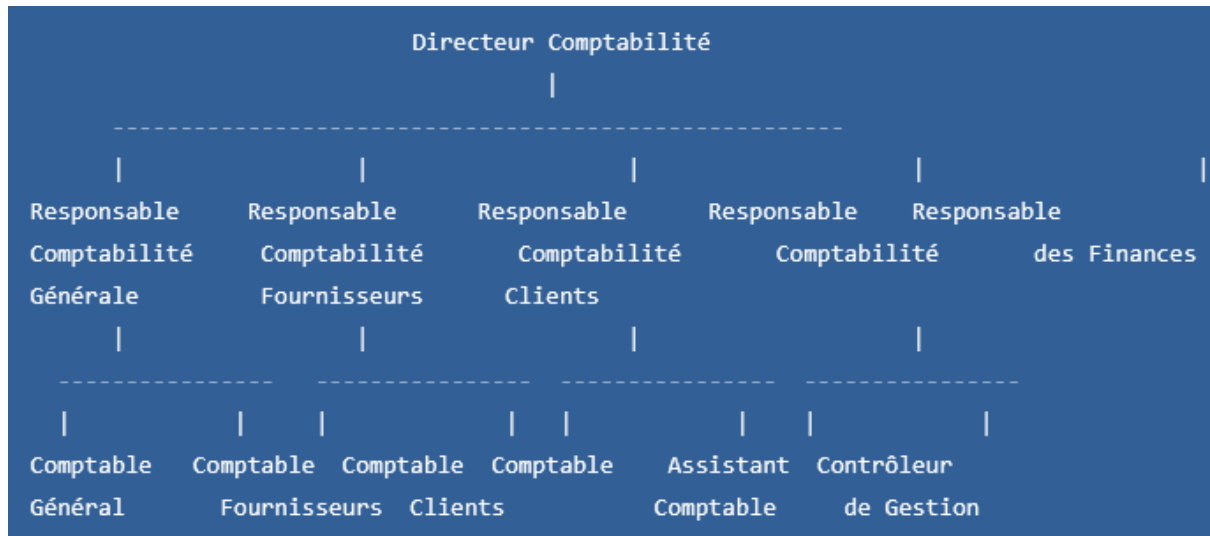 Directeur Comptabilité
|
------------------------------------------------------
| | | | |
Responsable Responsable Responsable Responsable Responsable
Comptabilité Comptabilité Comptabilité Comptabilité des Finances
Générale Fournisseurs Clients
| | | |
---------------- ---------------- ---------------- ----------------
| | | | | | | |
Comptable Comptable Comptable Comptable Assistant Contrôleur
Général Fournisseurs Clients Comptable de Gestion